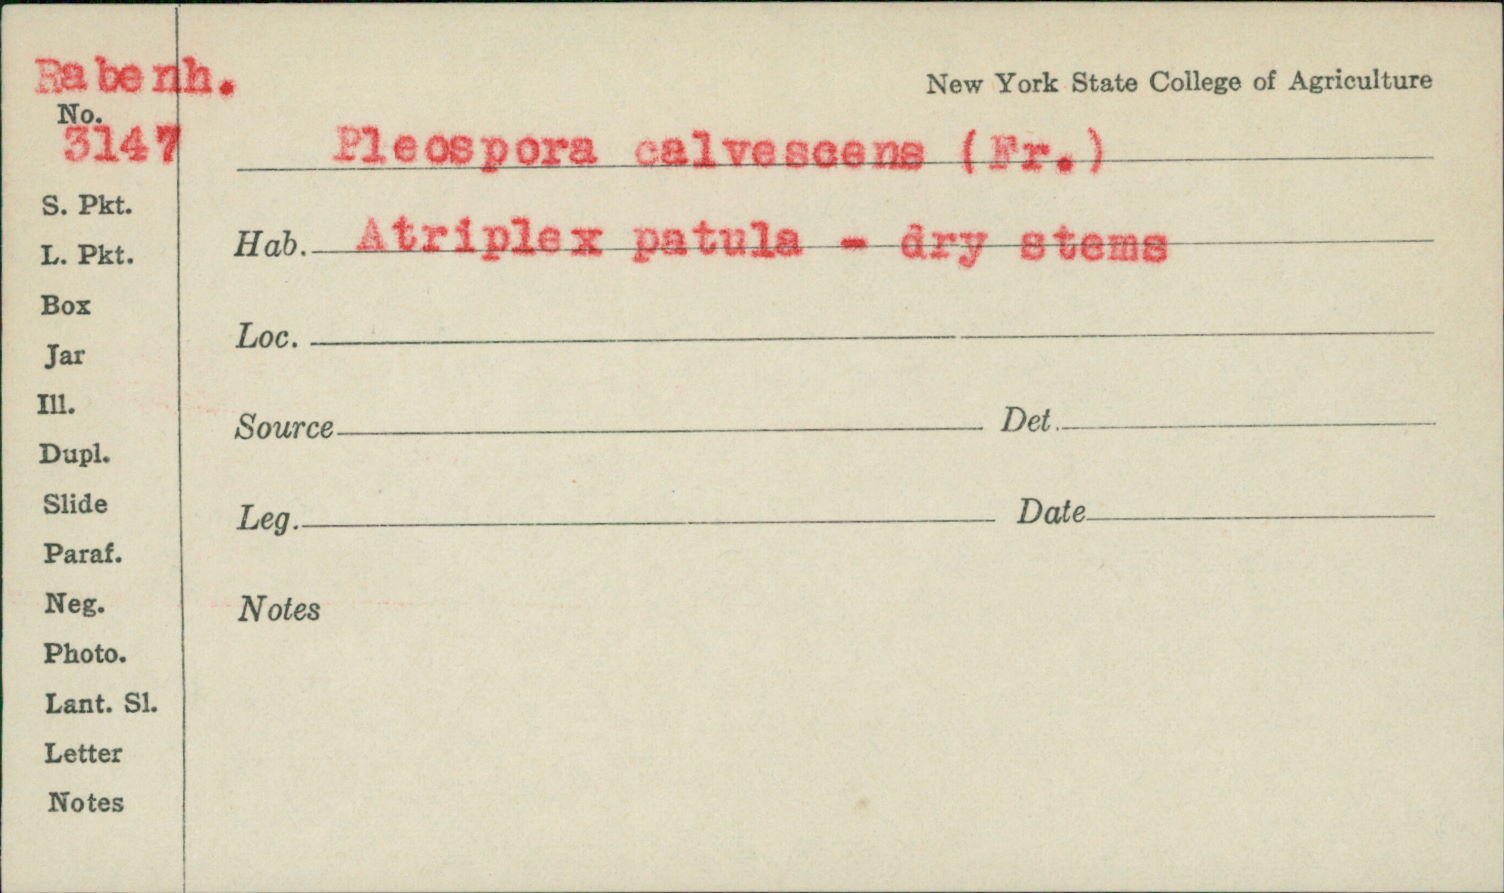 Rabenh.
New York State College of Agriculture
No.
3147
Pleospora calvescens (Fr.)
S. Pkt.
Hab. Atriplex patula - dry stems
L. Pkt.
Box
Loc.
Jar
Ill.
Source Det.
Dupl.
Slide
Leg. Date
Paraf.
Neg.
Notes
Photo.
Lant. Sl.
Letter
Notes